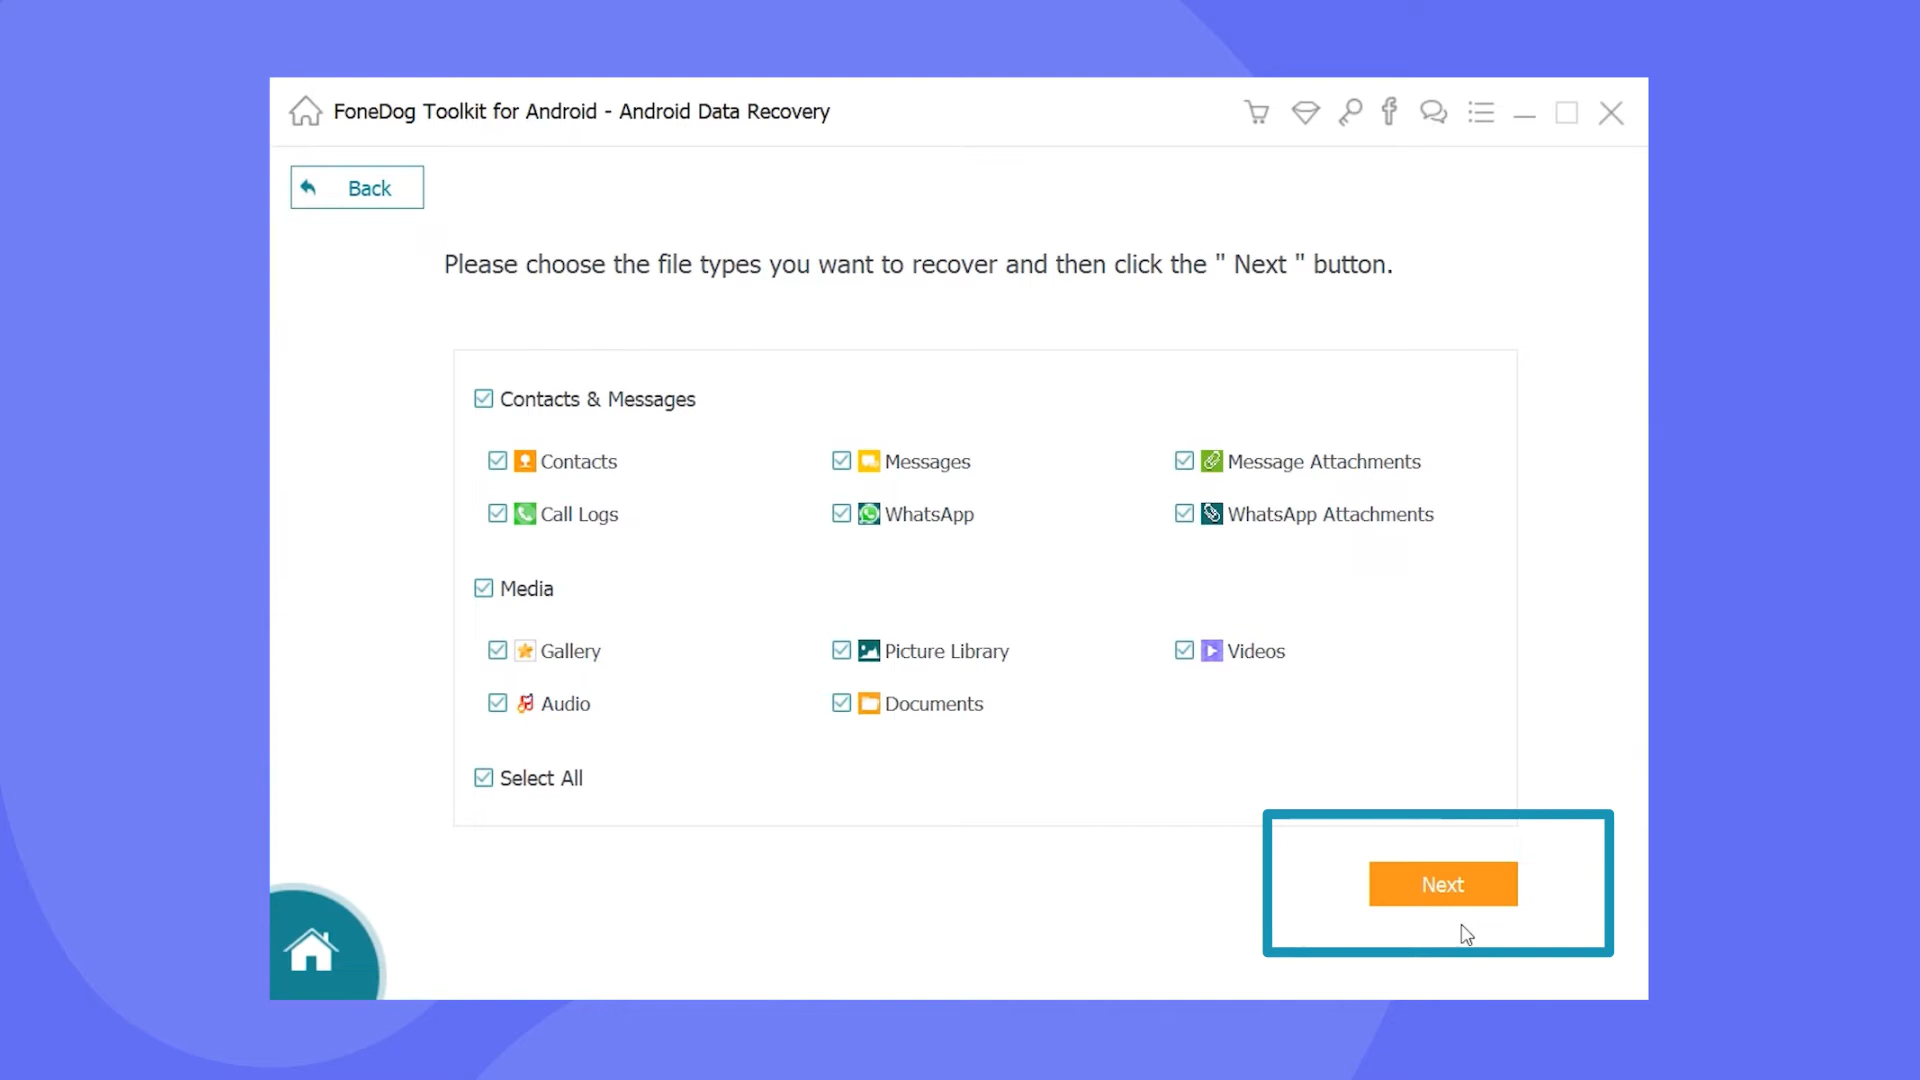 FoneDog Toolkit for Android - Android Data Recovery
Back
Please choose the file types you want to recover and then click the " Next " button.
Contacts & Messages
Contacts
Messages
Message Attachments
Call Logs
WhatsApp
WhatsApp Attachments
Media
Gallery
Picture Library
Videos
Audio
Documents
Select All
Next